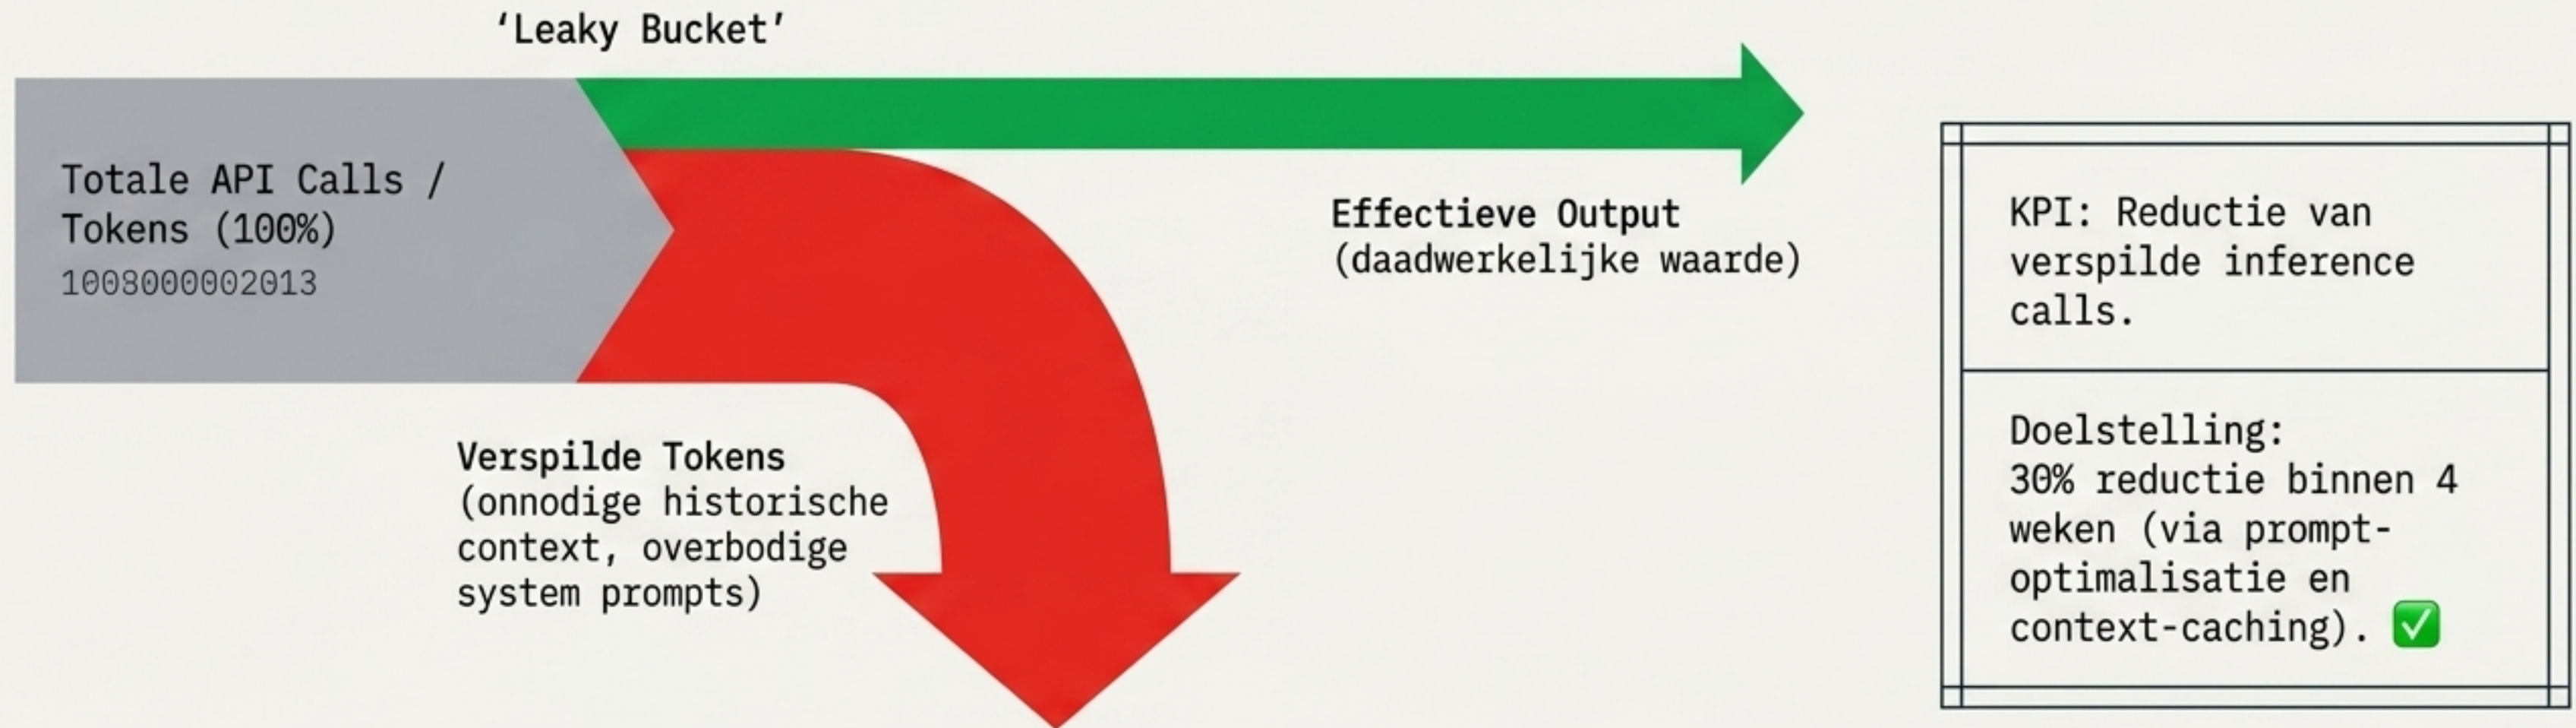 ‘Leaky Bucket’
Totale API Calls /
Tokens (100%)
1008000002013
Effectieve Output
(daadwerkelijke waarde)
Verspilde Tokens
(onnodige historische
context, overbodige
system prompts)
KPI: Reductie van
verspilde inference
calls.
Doelstelling:
30% reductie binnen 4
weken (via prompt-
optimalisatie en
context-caching). ✅